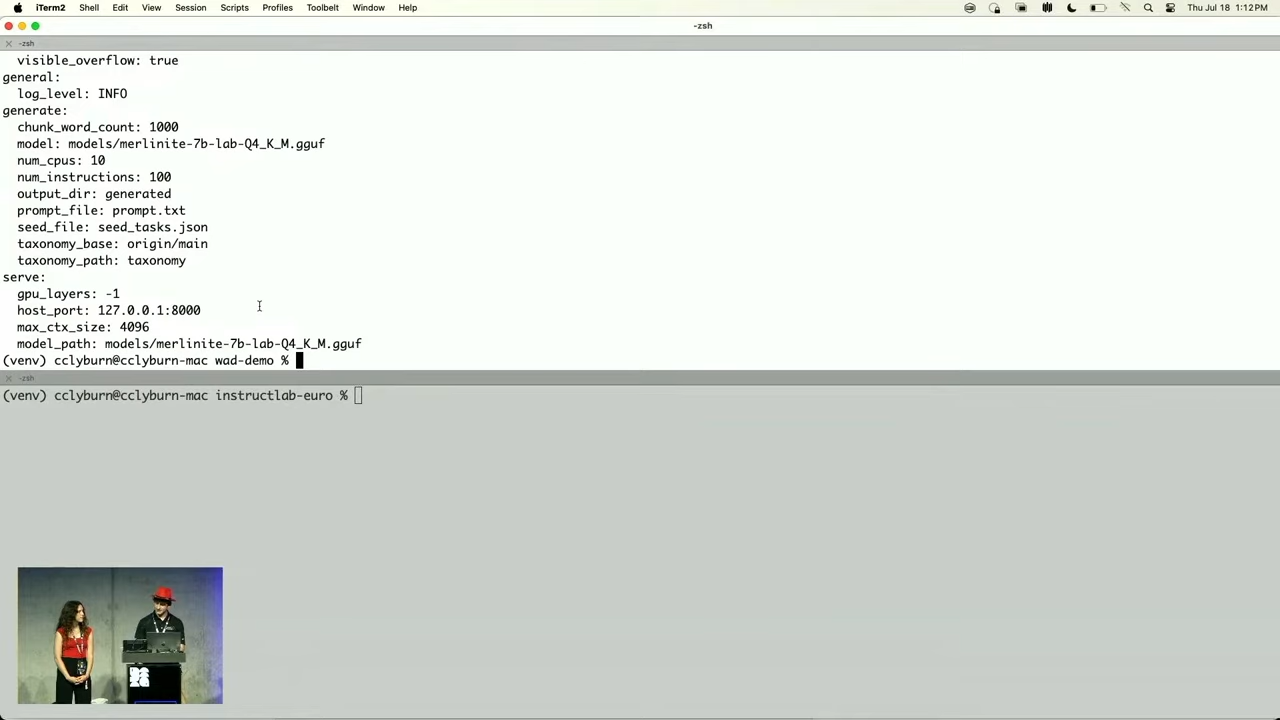 iTerm2 Shell Edit View Session Scripts Profiles Toolbelt Window Help Thu Jul 18 1:12 PM
-zsh
-zsh
visible_overflow: true
general:
log_level: INFO
generate:
chunk_word_count: 1000
model: models/merlinite-7b-lab-Q4_K_M.gguf
num_cpus: 10
num_instructions: 100
output_dir: generated
prompt_file: prompt.txt
seed_file: seed_tasks.json
taxonomy_base: origin/main
taxonomy_path: taxonomy
serve:
gpu_layers: -1
host_port: 127.0.0.1:8000
max_ctx_size: 4096
model_path: models/merlinite-7b-lab-Q4_K_M.gguf
(venv) cclyburn@cclyburn-mac wad-demo %
-zsh
(venv) cclyburn@cclyburn-mac instructlab-euro %